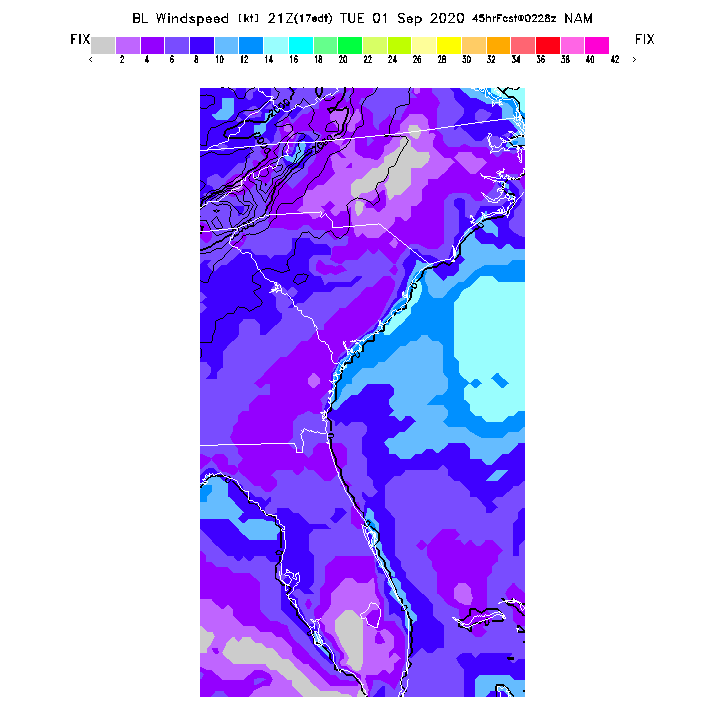 BL Windspeed [kt] 21Z(17edt) TUE 01 Sep 2020 45hrFcst@0228z NAM
FIX FIX
< 2 4 6 8 10 12 14 16 18 20 22 24 26 28 30 32 34 36 38 40 42 >